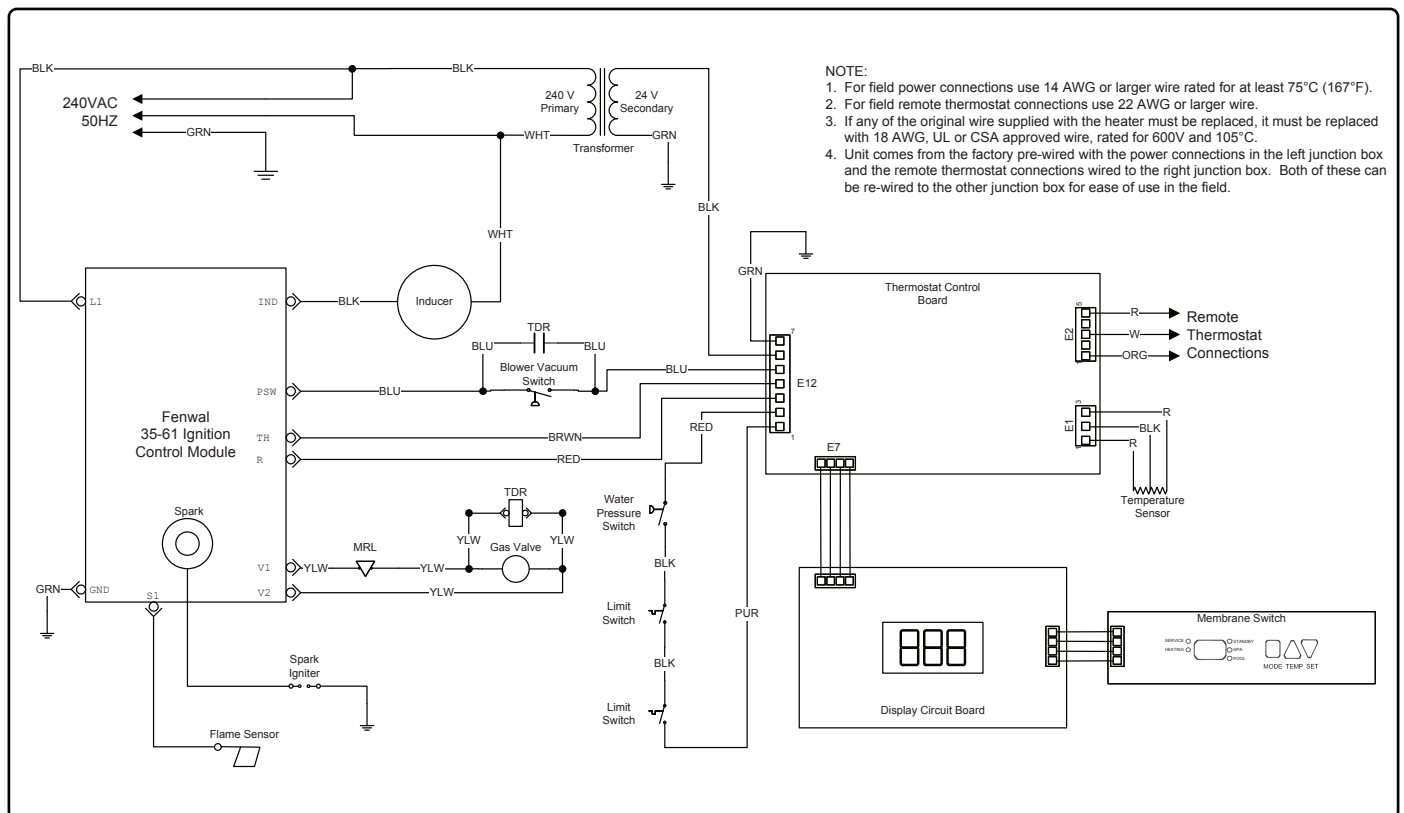 BLK
BLK
240VAC
50HZ
GRN
240 V
Primary
24 V
Secondary
WHT
GRN
Transformer
NOTE:
1. For field power connections use 14 AWG or larger wire rated for at least 75°C (167°F).
2. For field remote thermostat connections use 22 AWG or larger wire.
3. If any of the original wire supplied with the heater must be replaced, it must be replaced
with 18 AWG, UL or CSA approved wire, rated for 600V and 105°C.
4. Unit comes from the factory pre-wired with the power connections in the left junction box
and the remote thermostat connections wired to the right junction box. Both of these can
be re-wired to the other junction box for ease of use in the field.
BLK
WHT
L1
IND
BLK
Inducer
TDR
BLU
BLU
Blower Vacuum
Switch
PSW
BLU
BLU
Fenwal
35-61 Ignition
Control Module
TH
BRWN
R
RED
Spark
V1
YLW
MRL
YLW
TDR
YLW
YLW
Gas Valve
V2
YLW
GRN
GND
S1
Spark
Igniter
Flame Sensor
GRN
Thermostat Control
Board
7
E12
1
RED
5
E2
1
R
W
ORG
Remote
Thermostat
Connections
3
E1
1
R
BLK
R
Temperature
Sensor
E7
Water
Pressure
Switch
BLK
Limit
Switch
PUR
BLK
Limit
Switch
888
Display Circuit Board
Membrane Switch
SERVICE
HEATING
STANDBY
SPA
POOL
MODE TEMP SET